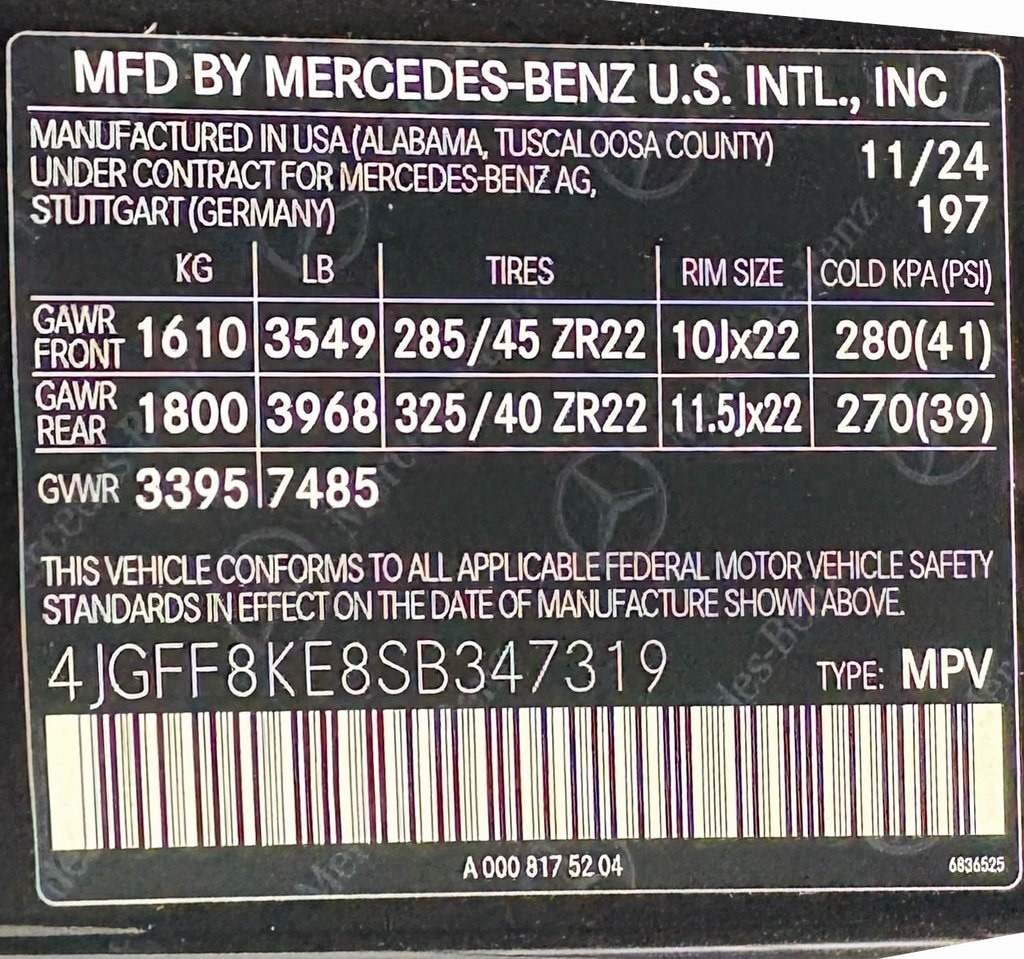 MFD BY MERCEDES-BENZ U.S. INTL., INC
MANUFACTURED IN USA (ALABAMA, TUSCALOOSA COUNTY) 11/24
UNDER CONTRACT FOR MERCEDES-BENZ AG,
STUTTGART (GERMANY) 197
KG LB TIRES RIM SIZE COLD KPA (PSI)
GAWR FRONT 1610 3549 285/45 ZR22 10Jx22 280(41)
GAWR REAR 1800 3968 325/40 ZR22 11.5Jx22 270(39)
GVWR 3395 7485
THIS VEHICLE CONFORMS TO ALL APPLICABLE FEDERAL MOTOR VEHICLE SAFETY
STANDARDS IN EFFECT ON THE DATE OF MANUFACTURE SHOWN ABOVE.
4JGFF8KE8SB347319 TYPE: MPV
A 000 817 52 04 6836525